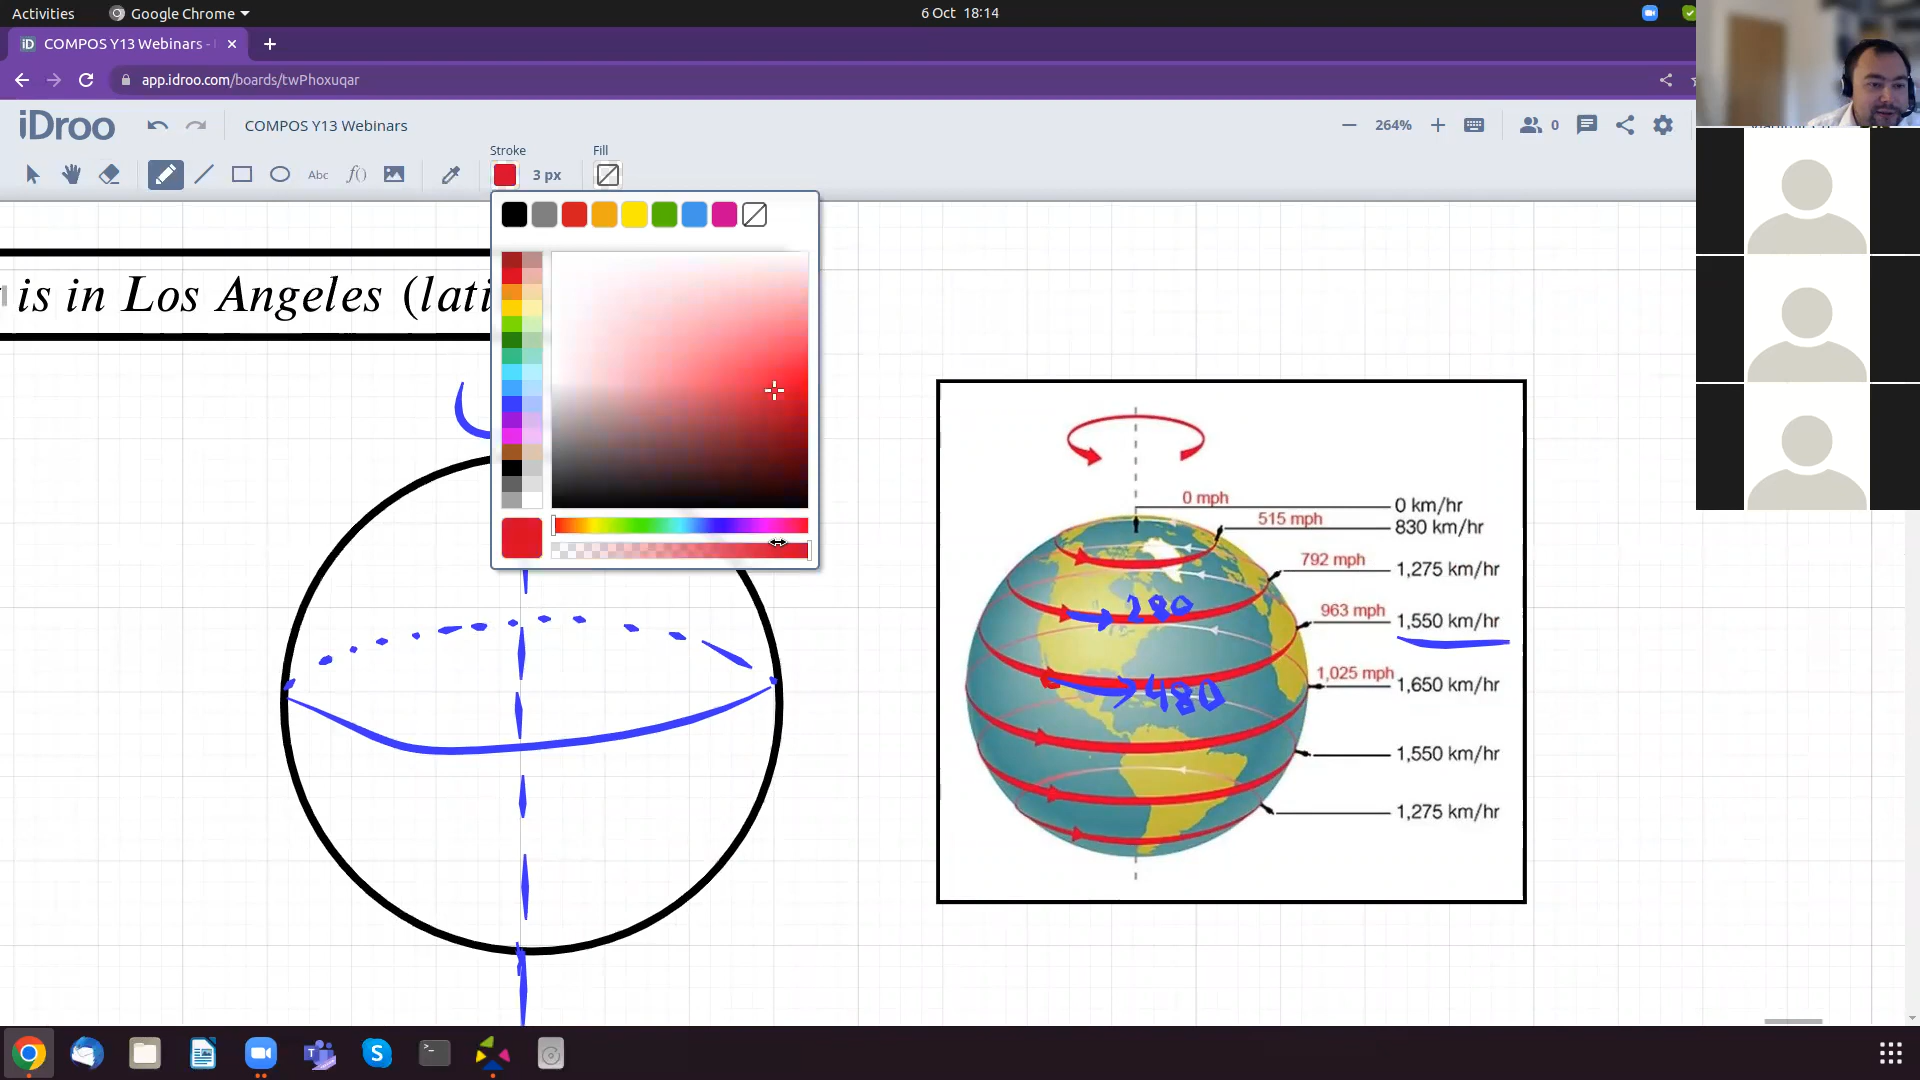 Activities
Google Chrome
6 Oct 18:14
COMPOS Y13 Webinars -
app.idroo.com/boards/twPhoxuqar
iDroo
COMPOS Y13 Webinars
264%
0
Stroke
Fill
Abc
f()
3 px
is in Los Angeles (lati
0 mph
0 km/hr
515 mph
830 km/hr
792 mph
1,275 km/hr
280
963 mph
1,550 km/hr
1,025 mph
1,650 km/hr
480
1,550 km/hr
1,275 km/hr